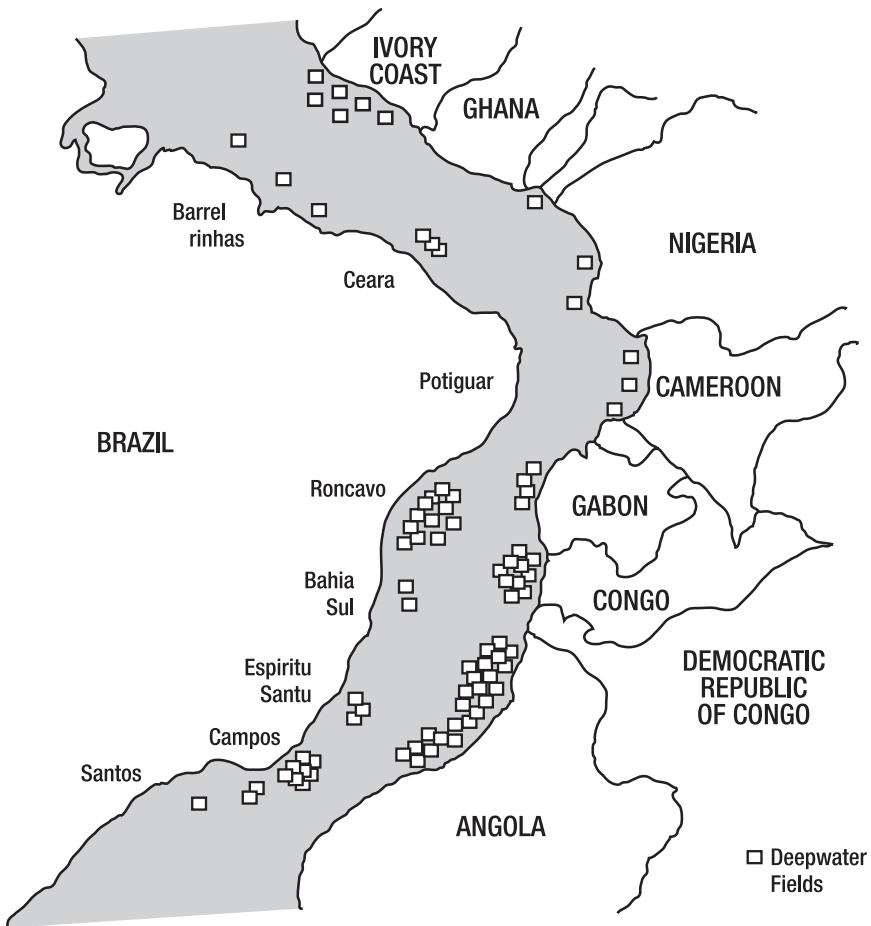 IVORY
COAST
GHANA
Barrel
rinhas
NIGERIA
Ceara
Potiguar
CAMEROON
BRAZIL
Roncavo
GABON
Bahia
Sul
CONGO
Espiritu
Santu
DEMOCRATIC
REPUBLIC
OF CONGO
Campos
Santos
ANGOLA
Deepwater
Fields